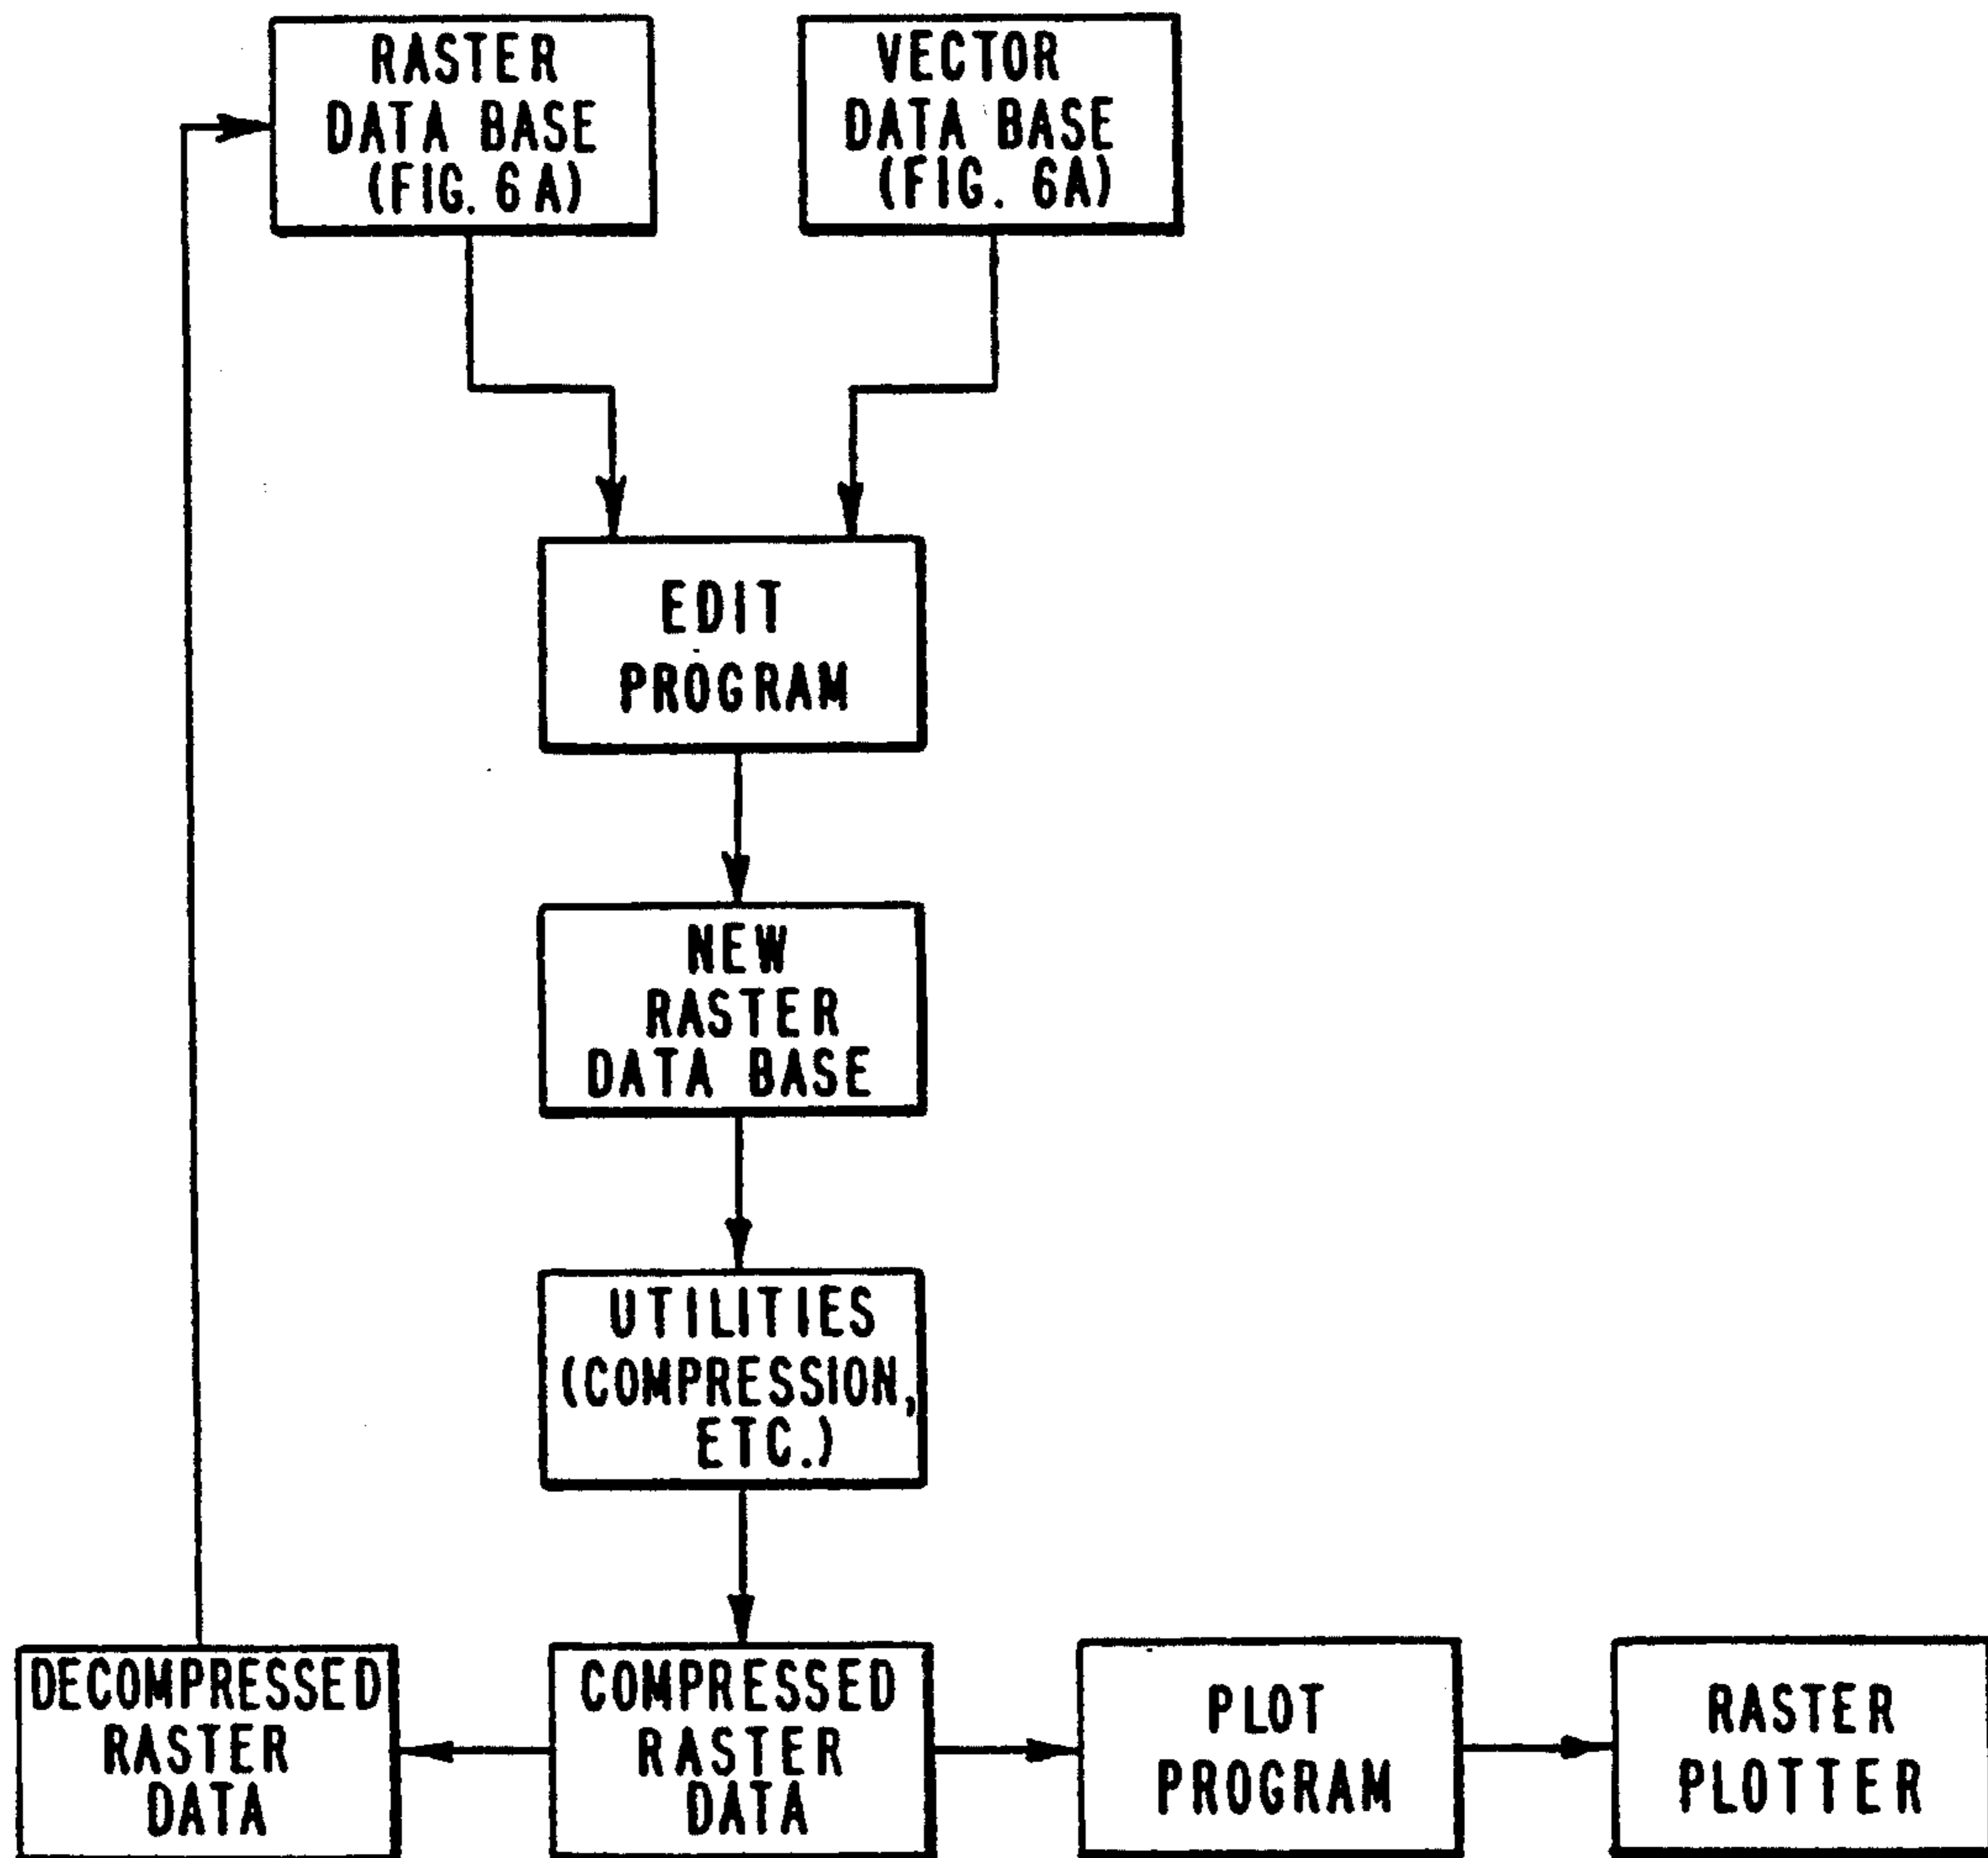 RASTER
DATA BASE
(FIG. 6A)
VECTOR
DATA BASE
(FIG. 6A)
EDIT
PROGRAM
NEW
RASTER
DATA BASE
UTILITIES
(COMPRESSION,
ETC.)
DECOMPRESSED
RASTER
DATA
COMPRESSED
RASTER
DATA
PLOT
PROGRAM
RASTER
PLOTTER